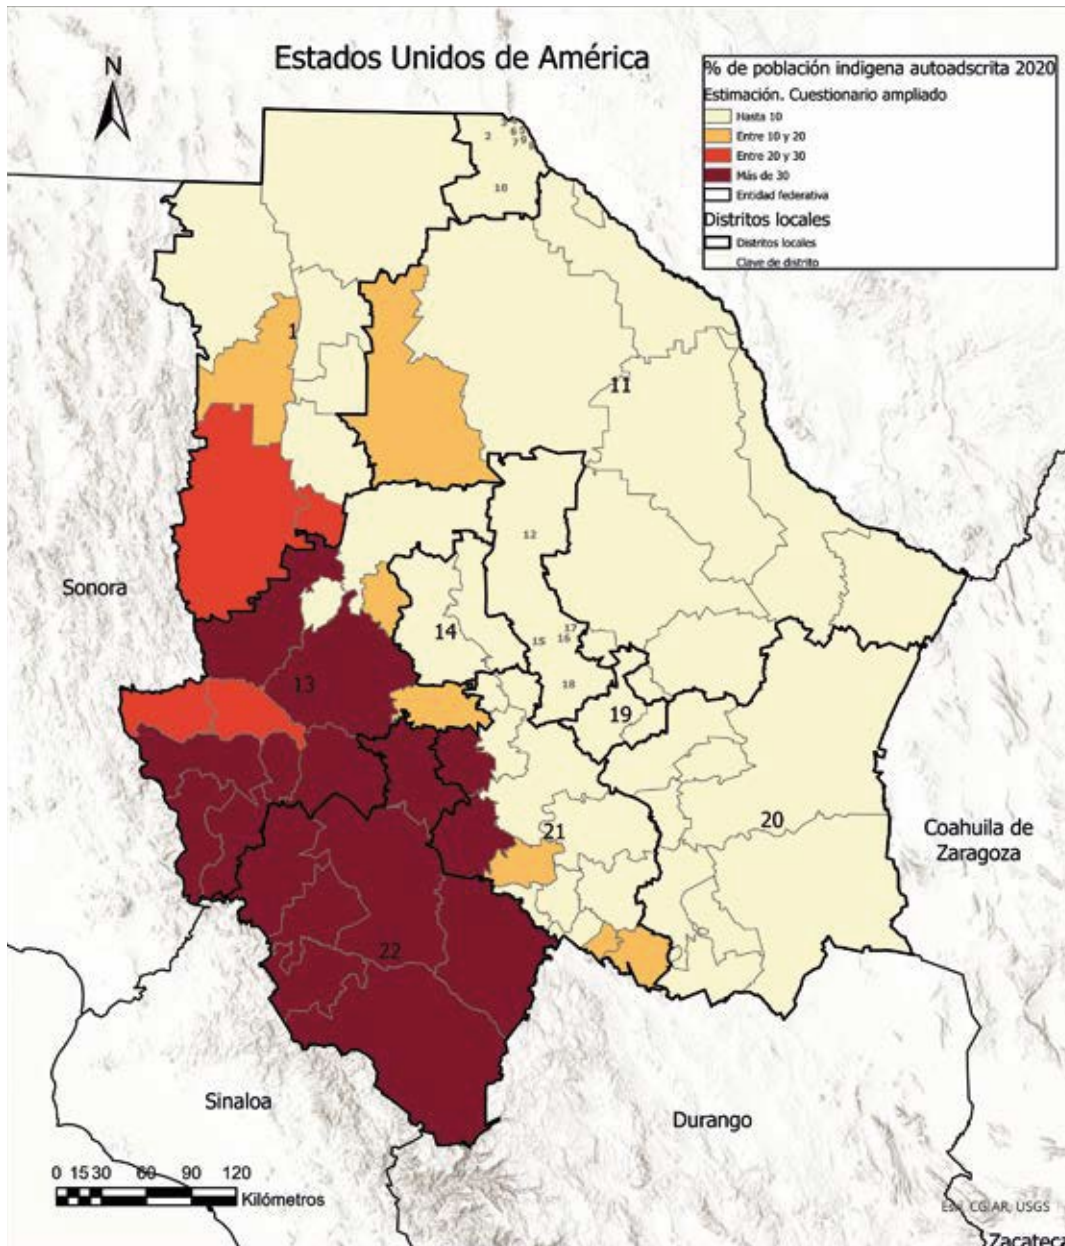 Estados Unidos de América
N
% de población indigena autoadscrita 2020
Estimación. Cuestionario ampliado
Hasta 10
Entre 10 y 20
Entre 20 y 30
Más de 30
Entidad federativa
Distritos locales
Distritos locales
Clave de distrito
2
6
7
10
1
11
12
Sonora
14
15
16
17
13
18
19
21
20
Coahuila de
Zaragoza
22
Sinaloa
Durango
0 15 30 60 90 120
Kilómetros
Esri, CGIAR, USGS
Zacateca